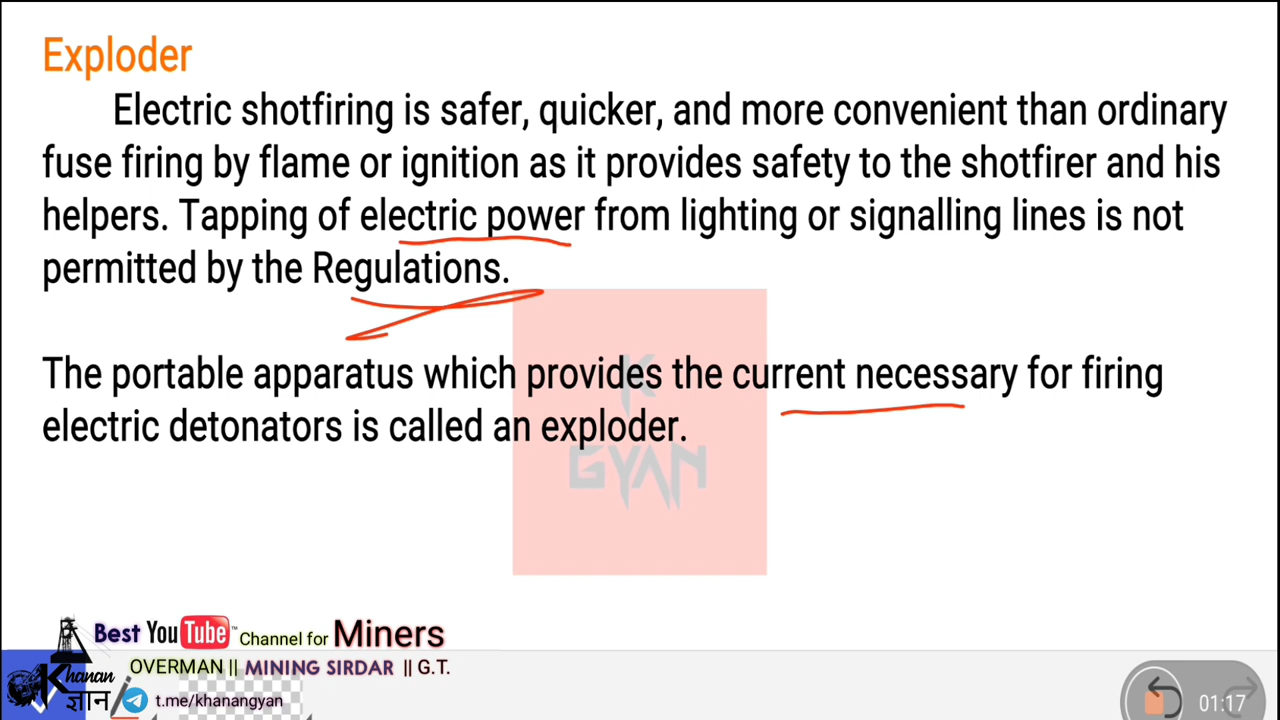 Exploder
Electric shotfiring is safer, quicker, and more convenient than ordinary
fuse firing by flame or ignition as it provides safety to the shotfirer and his
helpers. Tapping of electric power from lighting or signalling lines is not
permitted by the Regulations.
The portable apparatus which provides the current necessary for firing
electric detonators is called an exploder.
K
GYAN
Best YouTube™ Channel for Miners
OVERMAN || MINING SIRDAR || G.T.
Khanan
ज्ञान
t.me/khanangyan
01:17